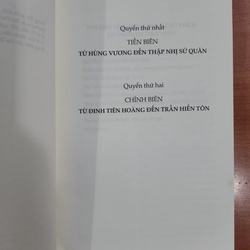 Quyển thứ nhất
TIỀN BIÊN
TỪ HÙNG VƯƠNG ĐẾN THẬP NHỊ SỨ QUÂN
Quyển thứ hai
CHÍNH BIÊN
TỪ ĐINH TIÊN HOÀNG ĐẾN TRẦN HIỂN TÔN